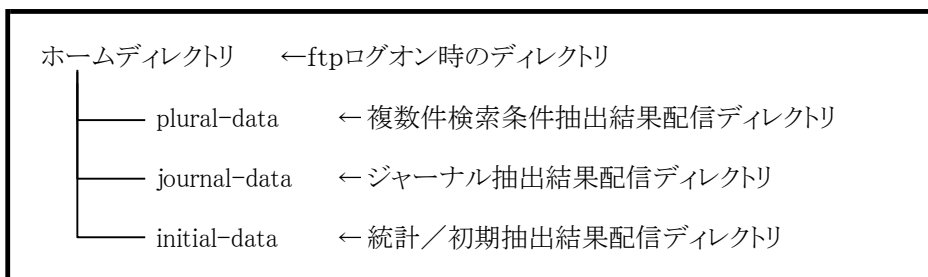 ホームディレクトリ ←ftpログオン時のディレクトリ
plural-data ←複数件検索条件抽出結果配信ディレクトリ
journal-data ←ジャーナル抽出結果配信ディレクトリ
initial-data ←統計／初期抽出結果配信ディレクトリ